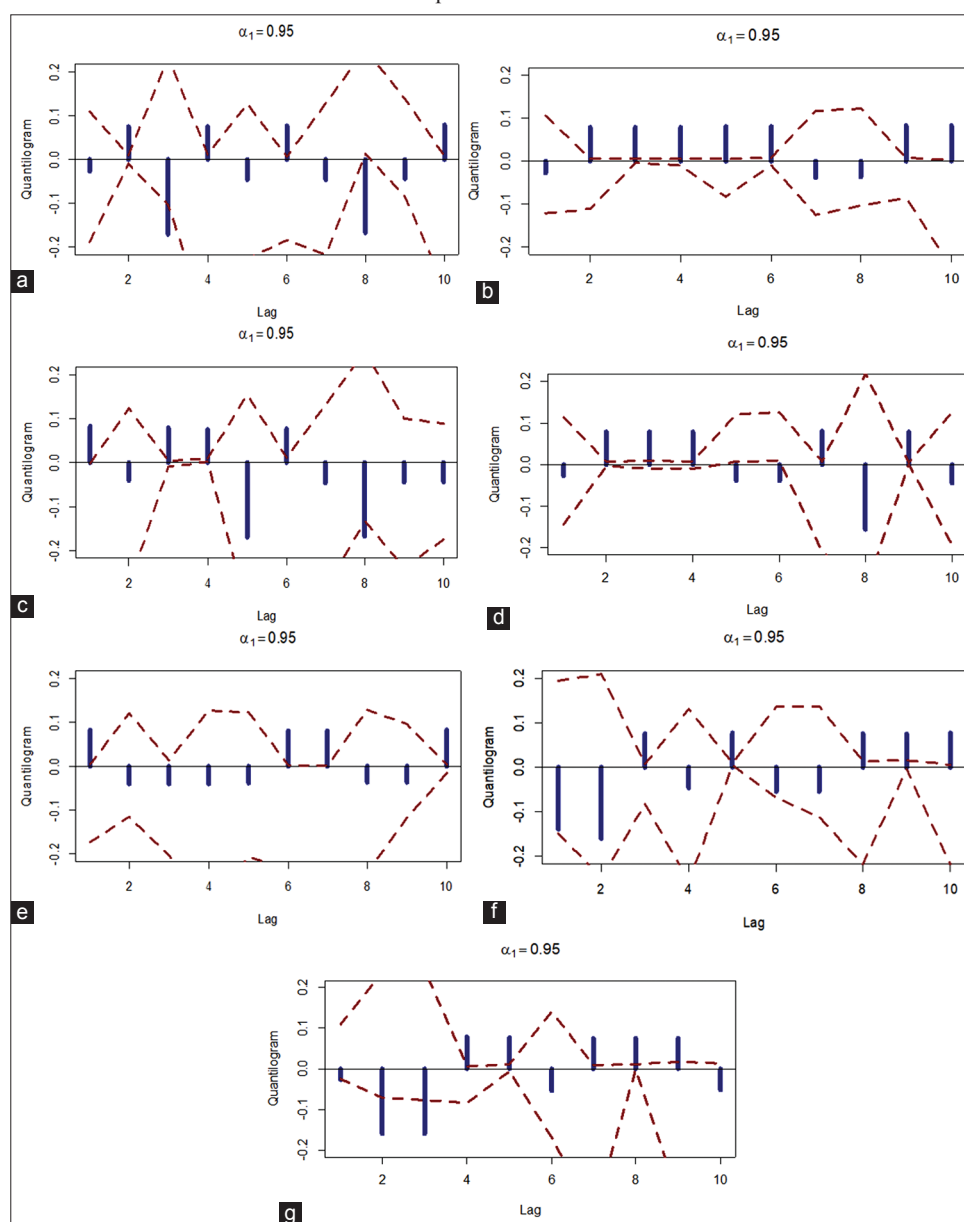 α1 = 0.95
Quantilogram
0.2
0.1
0.0
-0.1
-0.2
2 4 6 8 10
Lag
a
α1 = 0.95
Quantilogram
0.2
0.1
0.0
-0.1
-0.2
2 4 6 8 10
Lag
b
α1 = 0.95
Quantilogram
0.2
0.1
0.0
-0.1
-0.2
2 4 6 8 10
Lag
c
α1 = 0.95
Quantilogram
0.2
0.1
0.0
-0.1
-0.2
2 4 6 8 10
Lag
d
α1 = 0.95
Quantilogram
0.2
0.1
0.0
-0.1
-0.2
2 4 6 8 10
Lag
e
α1 = 0.95
Quantilogram
0.2
0.1
0.0
-0.1
-0.2
2 4 6 8 10
Lag
f
α1 = 0.95
Quantilogram
0.2
0.1
0.0
-0.1
-0.2
2 4 6 8 10
Lag
g